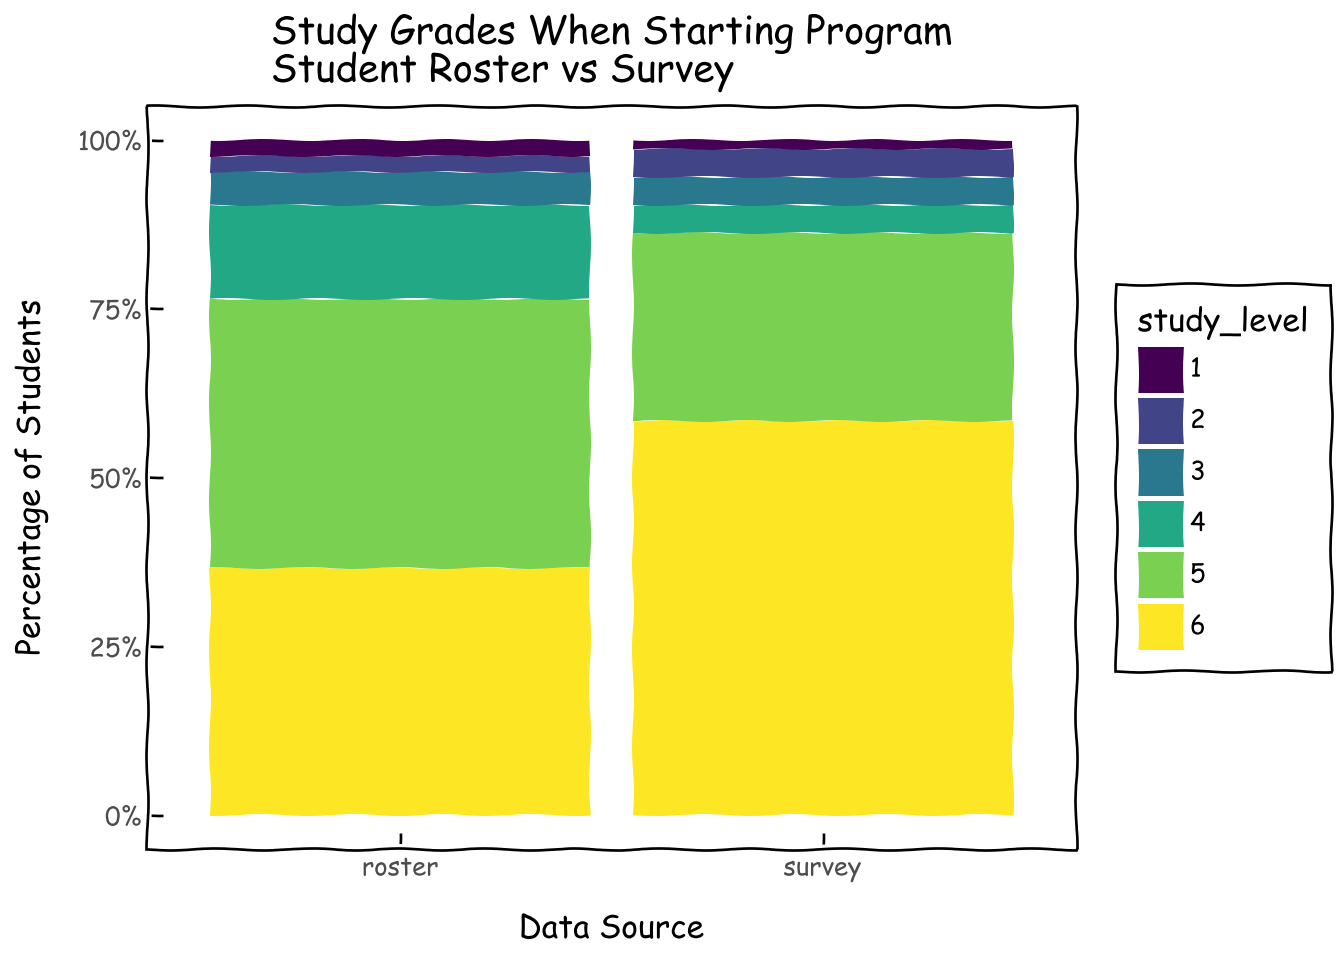 Study Grades When Starting Program
Student Roster vs Survey
Percentage of Students
100%
75%
50%
25%
0%
roster
survey
Data Source
study_level
1
2
3
4
5
6